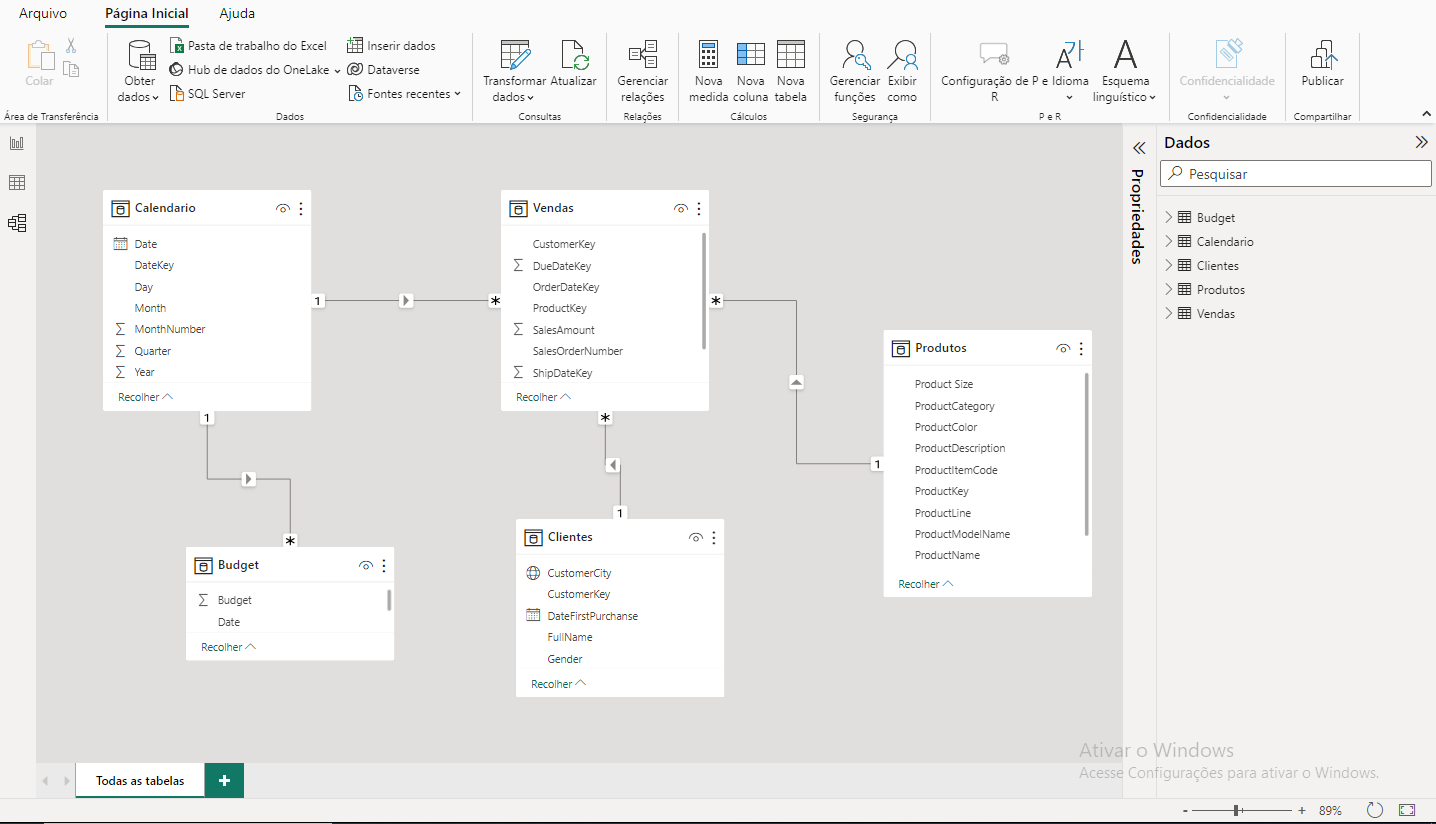 Arquivo Página Inicial Ajuda
Colar
Área de Transferência
Obter dados
Pasta de trabalho do Excel
Hub de dados do OneLake
SQL Server
Inserir dados
Dataverse
Fontes recentes
Dados
Transformar dados
Atualizar
Consultas
Gerenciar relações
Relações
Nova medida
Nova coluna
Nova tabela
Cálculos
Gerenciar funções
Exibir como
Segurança
Configuração de P e R
Idioma
Esquema linguístico
P e R
Confidencialidade
Confidencialidade
Publicar
Compartilhar
Calendario
Date
DateKey
Day
Month
MonthNumber
Quarter
Year
Recolher
1
*
Vendas
CustomerKey
DueDateKey
OrderDateKey
ProductKey
SalesAmount
SalesOrderNumber
ShipDateKey
Recolher
*
1
Produtos
Product Size
ProductCategory
ProductColor
ProductDescription
ProductItemCode
ProductKey
ProductLine
ProductModelName
ProductName
Recolher
1
*
Budget
Budget
Date
Recolher
*
1
Clientes
CustomerCity
CustomerKey
DateFirstPurchanse
FullName
Gender
Recolher
Propriedades
Dados
Pesquisar
Budget
Calendario
Clientes
Produtos
Vendas
Ativar o Windows
Acesse Configurações para ativar o Windows.
Todas as tabelas +
- + 89%